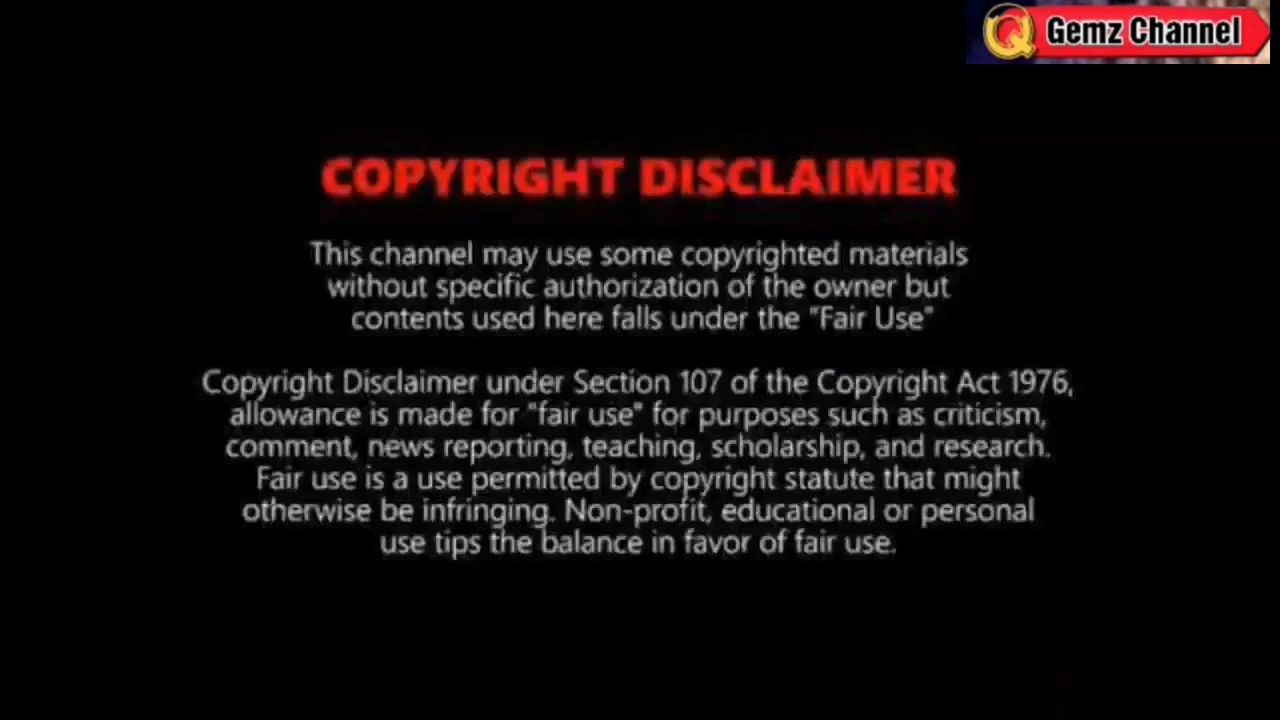 Gemz Channel
COPYRIGHT DISCLAIMER
This channel may use some copyrighted materials
without specific authorization of the owner but
contents used here falls under the "Fair Use"
Copyright Disclaimer under Section 107 of the Copyright Act 1976,
allowance is made for "fair use" for purposes such as criticism,
comment, news reporting, teaching, scholarship, and research.
Fair use is a use permitted by copyright statute that might
otherwise be infringing. Non-profit, educational or personal
use tips the balance in favor of fair use.